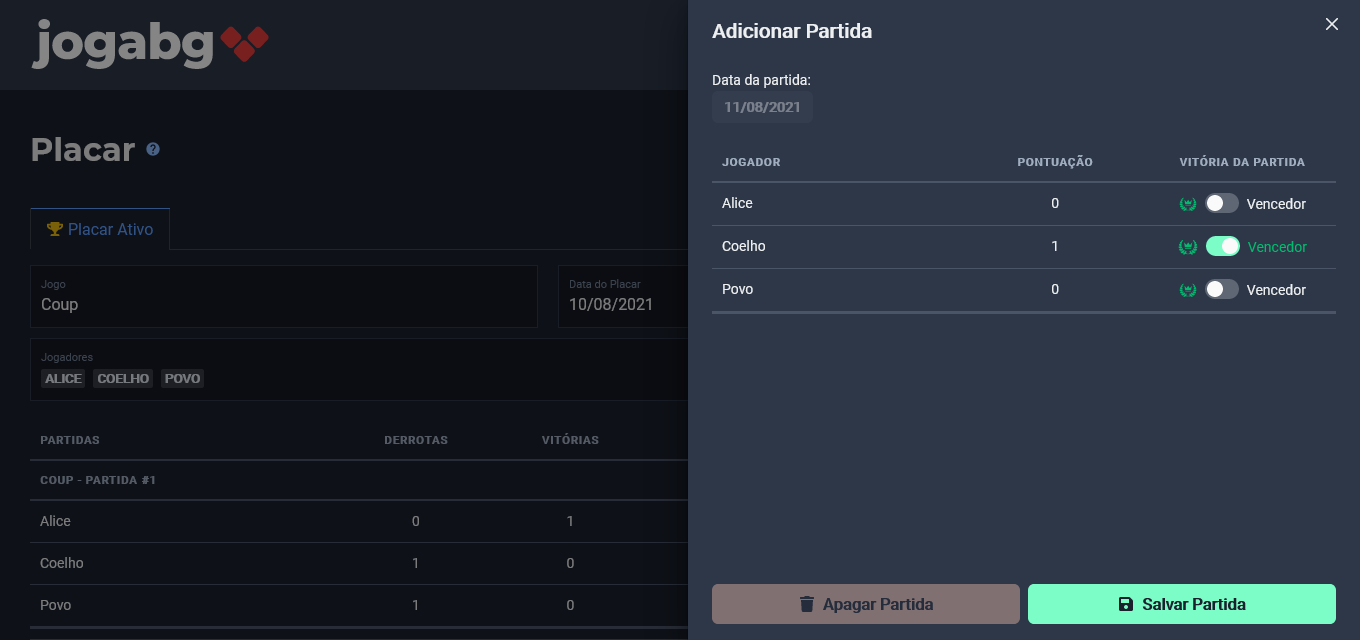 jogabg
Placar ?
Placar Ativo
Jogo
Coup
Data do Placar
10/08/2021
Jogadores
ALICE COELHO POVO
PARTIDAS DERROTAS VITÓRIAS
COUP - PARTIDA #1
Alice 0 1
Coelho 1 0
Povo 1 0
Adicionar Partida
Data da partida:
11/08/2021
JOGADOR PONTUAÇÃO VITÓRIA DA PARTIDA
Alice 0 Vencedor
Coelho 1 Vencedor
Povo 0 Vencedor
Apagar Partida Salvar Partida